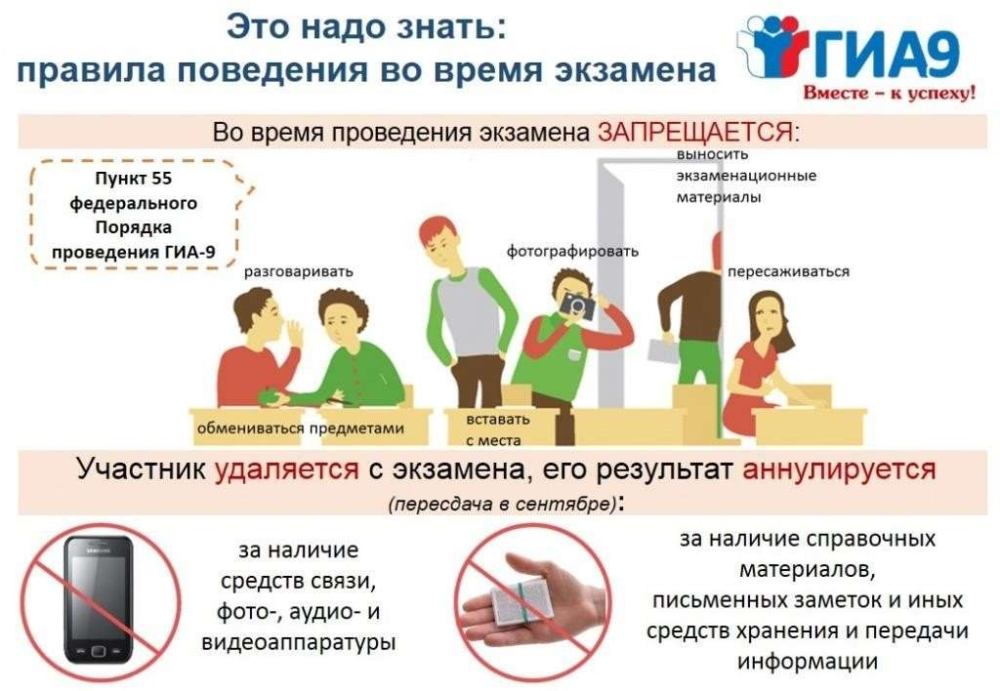 Это надо знать:
правила поведения во время экзамена
ГИА9
Вместе – к успеху!
Во время проведения экзамена ЗАПРЕЩАЕТСЯ:
Пункт 55
федерального
Порядка
проведения ГИА-9
выносить
экзаменационные
материалы
фотографировать
разговаривать
пересаживаться
обмениваться предметами
вставать
с места
Участник удаляется с экзамена, его результат аннулируется
(пересдача в сентябре):
SAMSUNG
за наличие
средств связи,
фото-, аудио- и
видеоаппаратуры
за наличие справочных
материалов,
письменных заметок и иных
средств хранения и передачи
информации